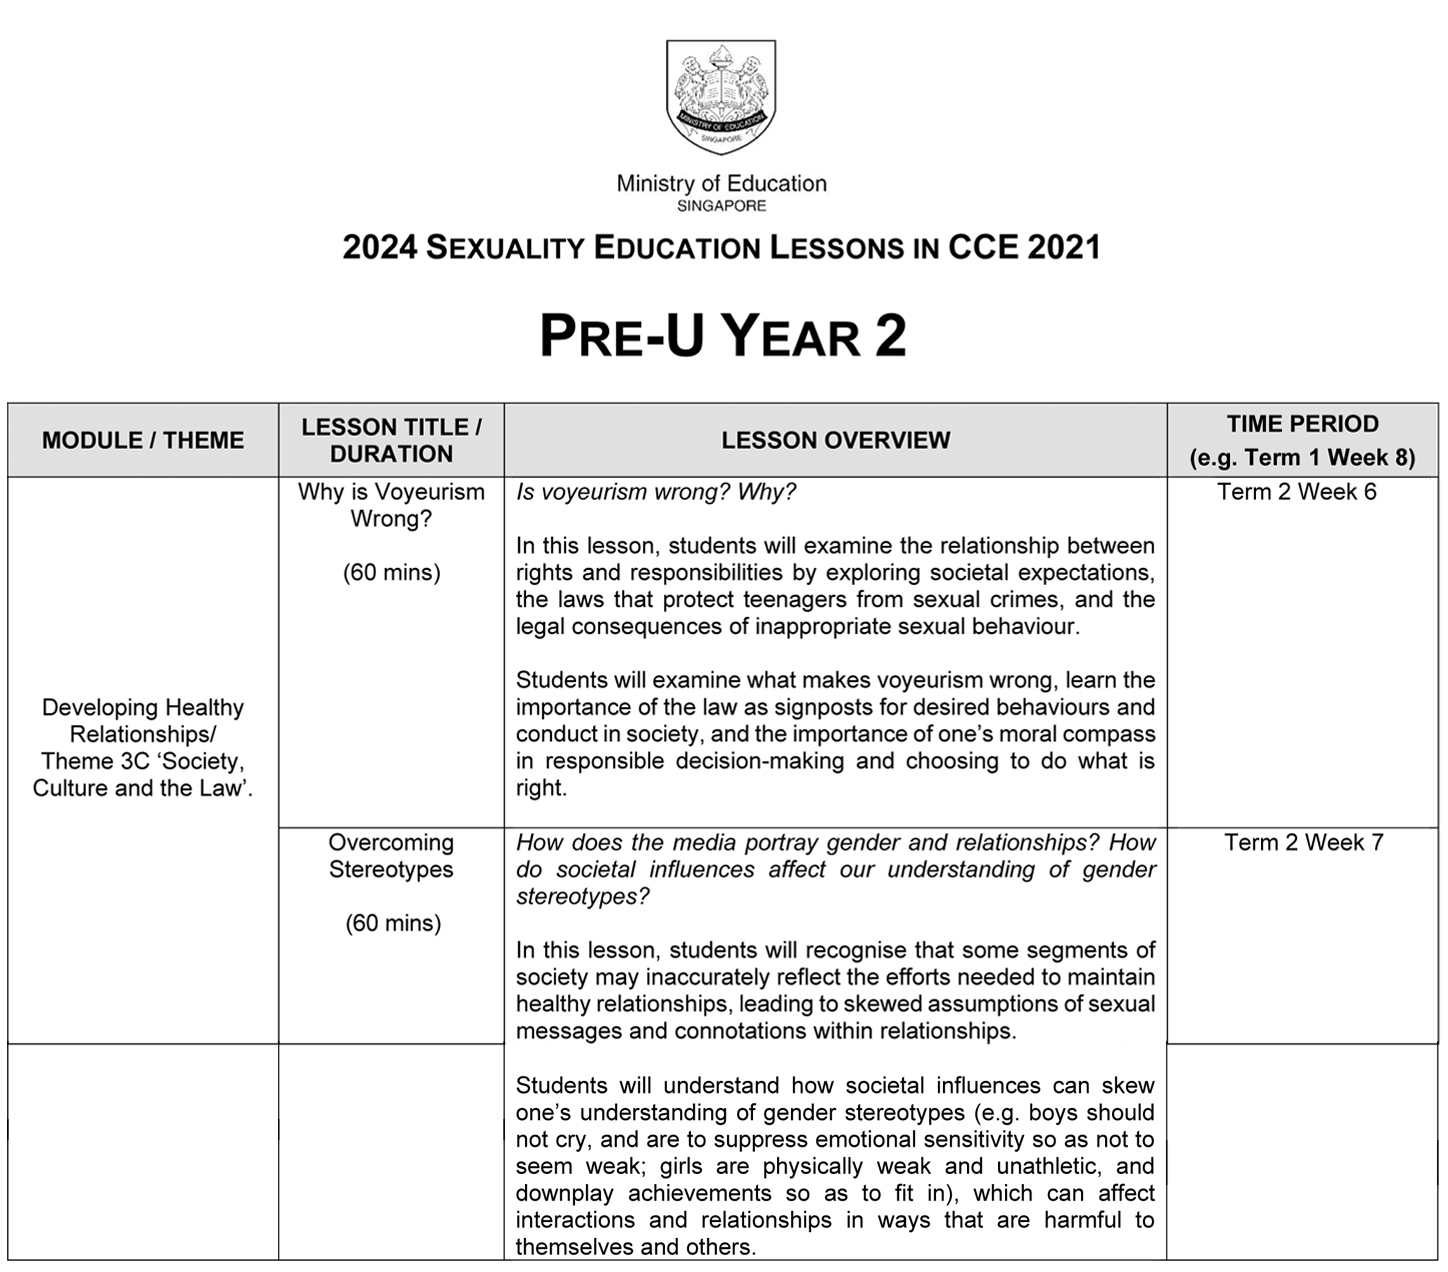 MINISTRY OF EDUCATION
SINGAPORE
Ministry of Education
SINGAPORE
2024 SEXUALITY EDUCATION LESSONS IN CCE 2021
PRE-U YEAR 2
MODULE / THEME
LESSON TITLE /
DURATION
LESSON OVERVIEW
TIME PERIOD
(e.g. Term 1 Week 8)
Developing Healthy
Relationships/
Theme 3C ‘Society,
Culture and the Law’.
Why is Voyeurism
Wrong?
(60 mins)
Is voyeurism wrong? Why?
In this lesson, students will examine the relationship between
rights and responsibilities by exploring societal expectations,
the laws that protect teenagers from sexual crimes, and the
legal consequences of inappropriate sexual behaviour.
Students will examine what makes voyeurism wrong, learn the
importance of the law as signposts for desired behaviours and
conduct in society, and the importance of one’s moral compass
in responsible decision-making and choosing to do what is
right.
Term 2 Week 6
Overcoming
Stereotypes
(60 mins)
How does the media portray gender and relationships? How
do societal influences affect our understanding of gender
stereotypes?
In this lesson, students will recognise that some segments of
society may inaccurately reflect the efforts needed to maintain
healthy relationships, leading to skewed assumptions of sexual
messages and connotations within relationships.
Students will understand how societal influences can skew
one’s understanding of gender stereotypes (e.g. boys should
not cry, and are to suppress emotional sensitivity so as not to
seem weak; girls are physically weak and unathletic, and
downplay achievements so as to fit in), which can affect
interactions and relationships in ways that are harmful to
themselves and others.
Term 2 Week 7